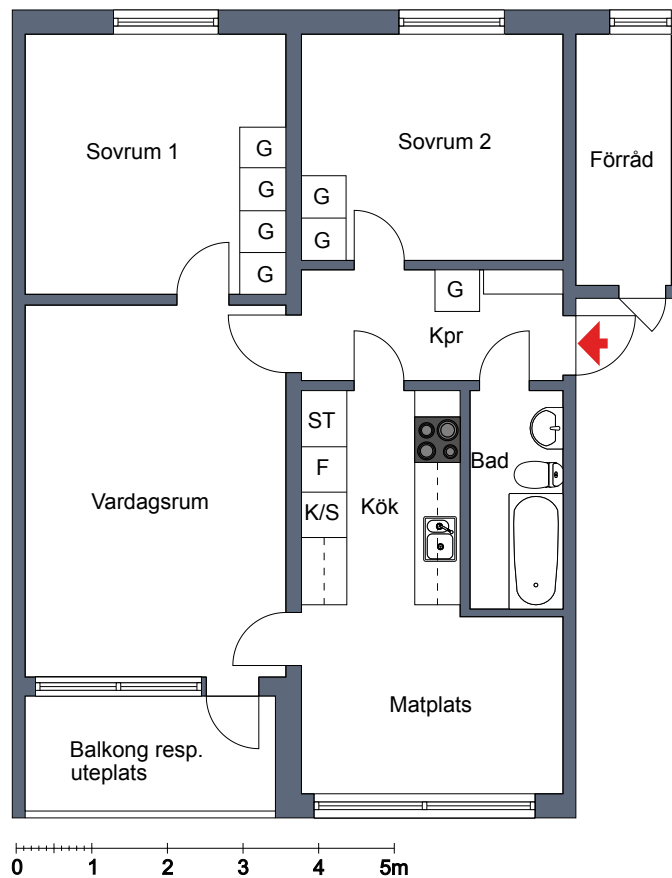 Sovrum 1
Sovrum 2
Förråd
G
G
G
G
G
G
G
Kpr
ST
F
K/S
Kök
Bad
Vardagsrum
Matplats
Balkong resp.
uteplats
0 1 2 3 4 5m